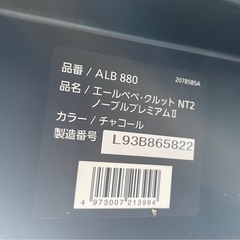 品番 / ALB 880
2078585A
品名 / エールベベ・クルット NT2
ノーブルプレミアムⅡ
カラー / チャコール
製造番号 L93B865822
4 973007 213994